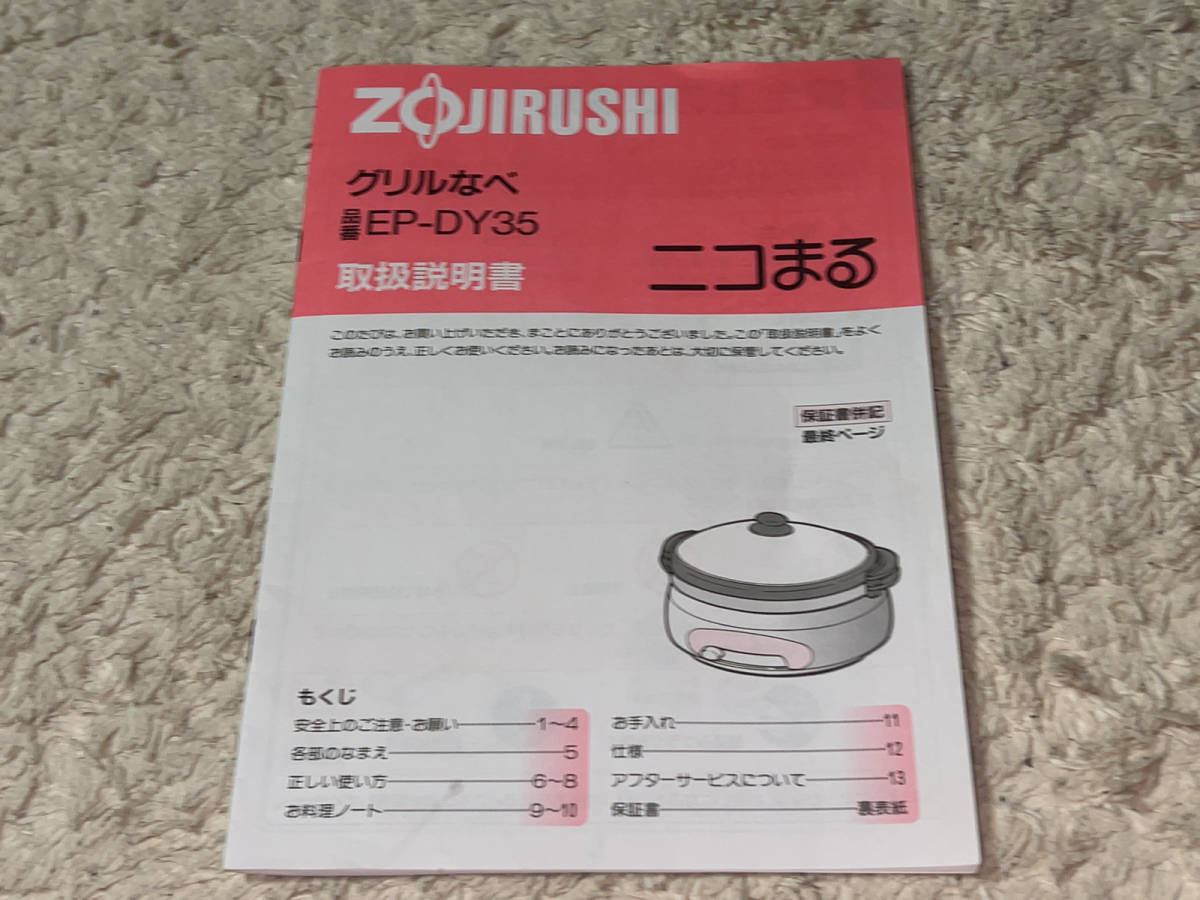 ZOJIRUSHI
グリルなべ
品番 EP-DY35
取扱説明書
ニコまる
このたびは、お買い上げいただき、まことにありがとうございました。この「取扱説明書」をよく
お読みのうえ、正しくお使いください。お読みになったあとは、大切に保管してください。
保証書併記
最終ページ
もくじ
安全上のご注意・お願い 1〜4
各部のなまえ 5
正しい使い方 6〜8
お料理ノート 9〜10
お手入れ 11
仕様 12
アフターサービスについて 13
保証書 裏表紙